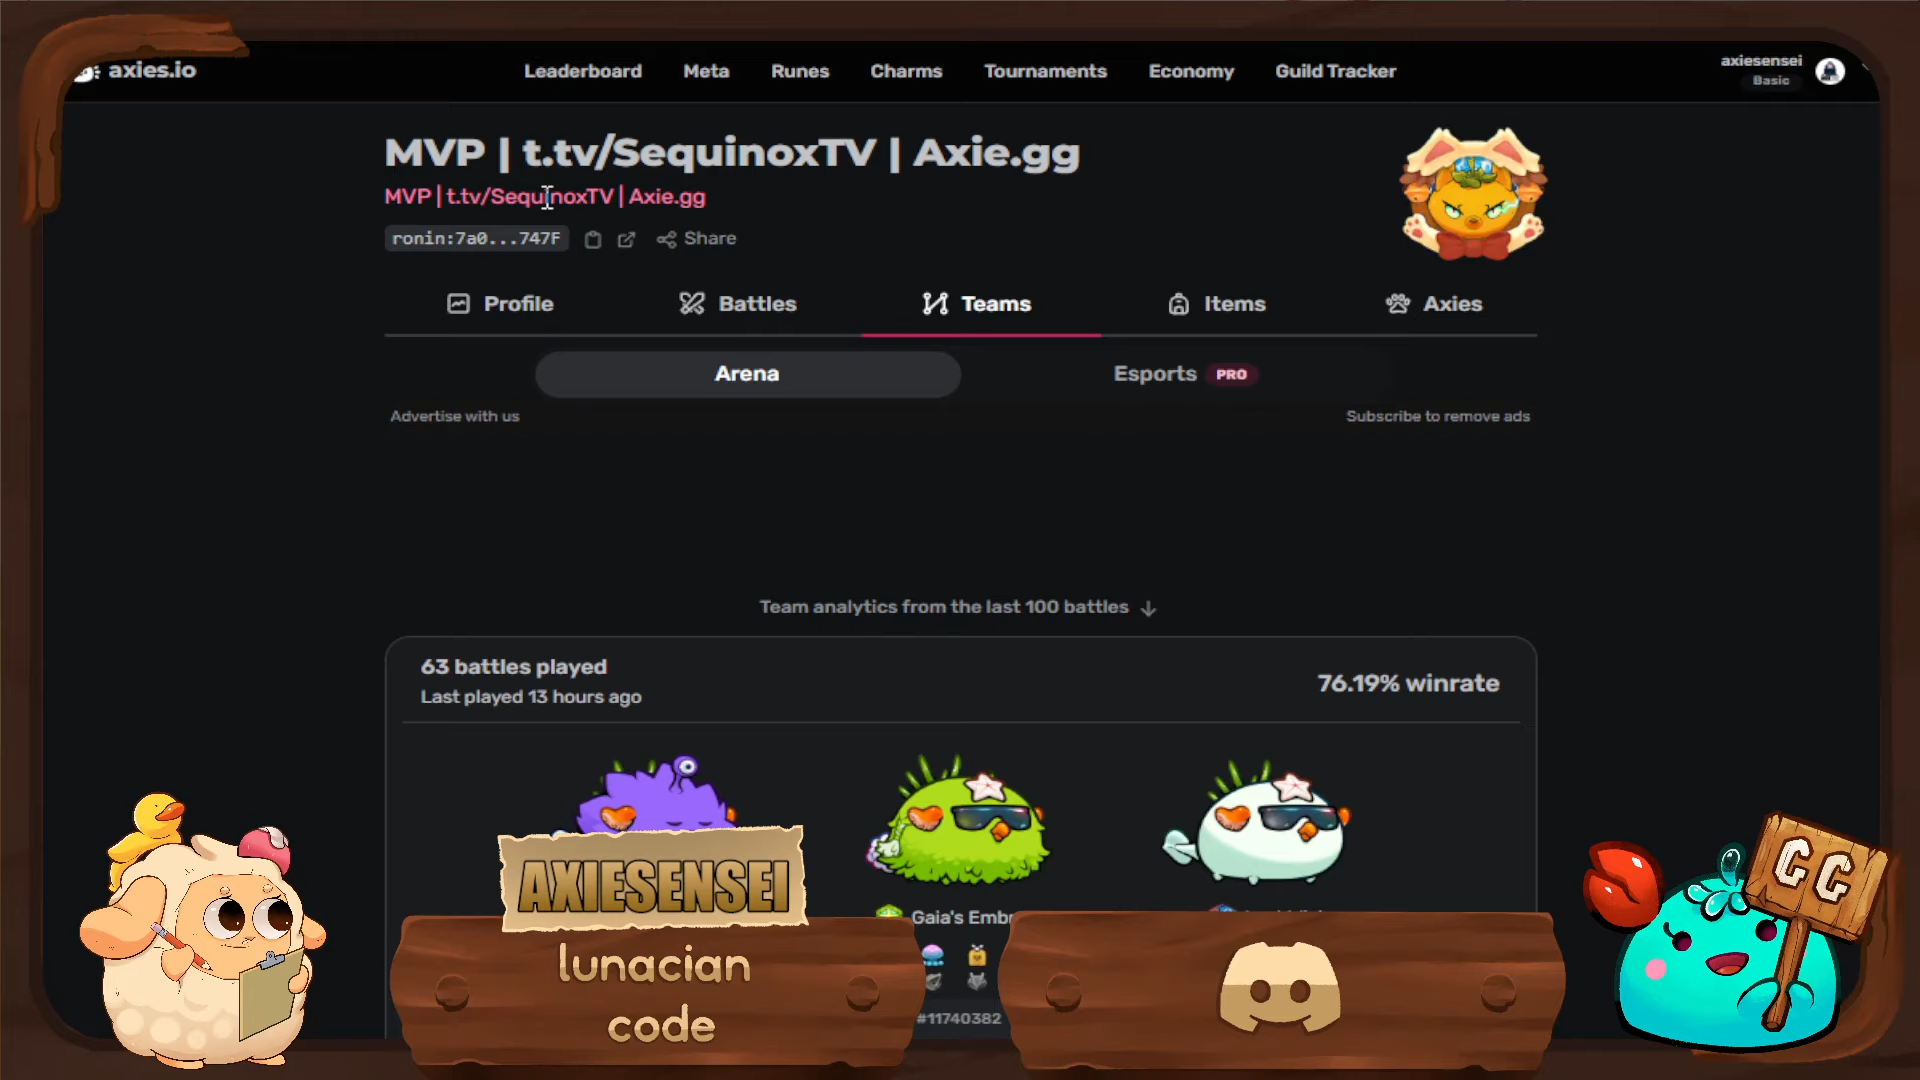 axies.io
Leaderboard Meta Runes Charms Tournaments Economy Guild Tracker
axiesensei
Basic
MVP | t.tv/SequinoxTV | Axie.gg
MVP | t.tv/SequinoxTV | Axie.gg
ronin:7a0...747F Share
Profile Battles Teams Items Axies
Arena Esports PRO
Advertise with us Subscribe to remove ads
Team analytics from the last 100 battles ↓
63 battles played
Last played 13 hours ago
76.19% winrate
AXIESENSEI
Gaia's
lunacian
code
#11740382
CC